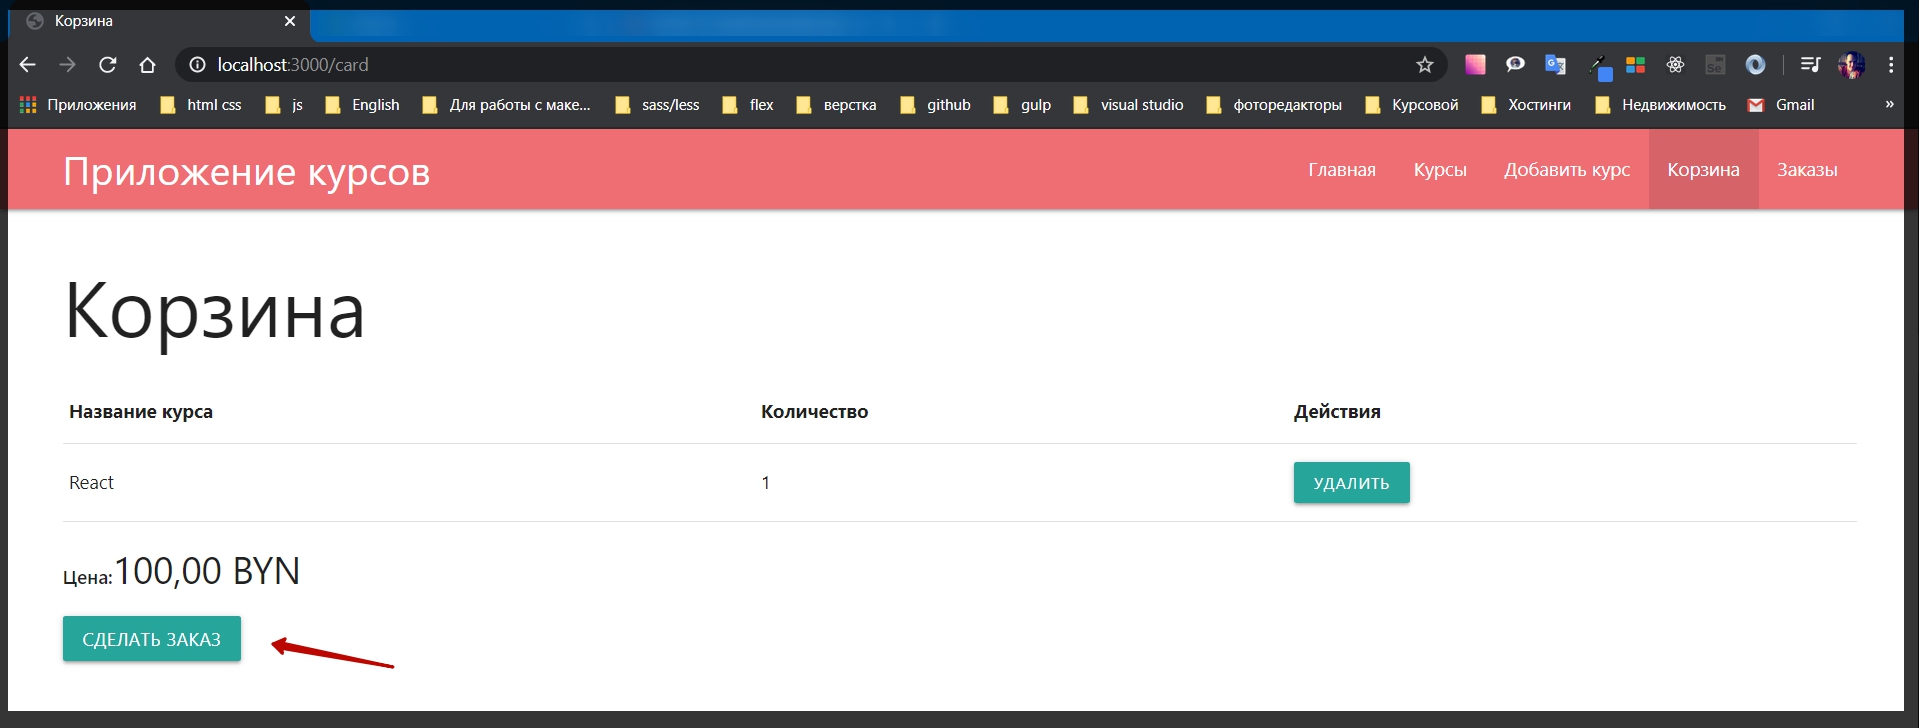 Корзина
localhost:3000/card
Приложения html css js English Для работы с маке... sass/less flex верстка github gulp visual studio фоторедакторы Курсовой Хостинги Недвижимость Gmail »
Приложение курсов Главная Курсы Добавить курс Корзина Заказы
Корзина
Название курса Количество Действия
React 1 УДАЛИТЬ
Цена:100,00 BYN
СДЕЛАТЬ ЗАКАЗ